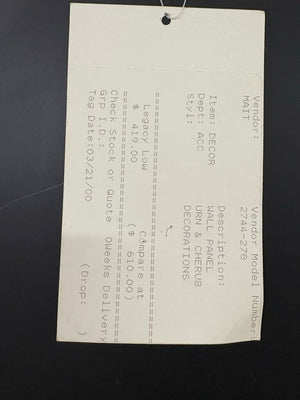 Vendor: Vendor Model Number:
MAIT 2744-278
Item: DECOR Description:
Dept: ACC WALL PANEL
Styl: URN & CHERUB
DECORATIONS
==============================
Legacy Low Compare at
$ 419.00 ($ 610.00)
==============================
Check Stock or Quote 0Weeks Delivery
Grp I.D.: (Drop: )
Tag Date:03/21/00